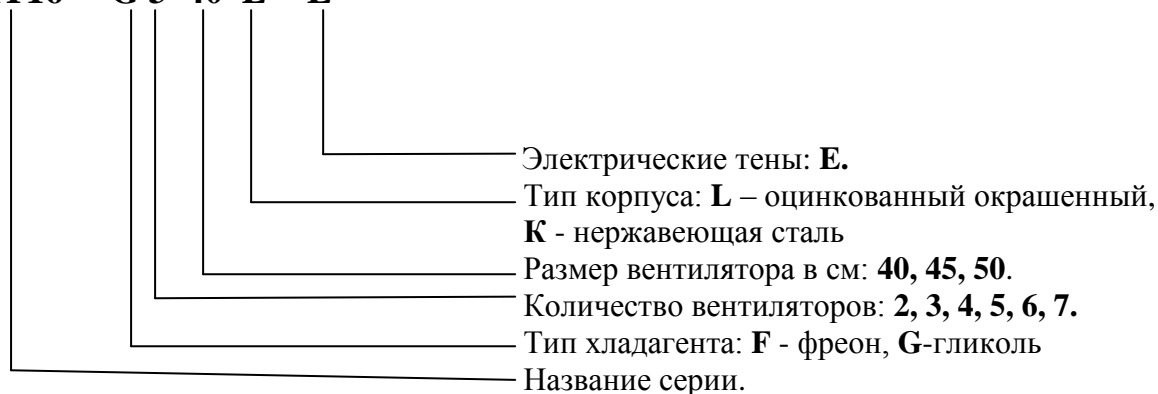 Электрические тены: Е.
Тип корпуса: L – оцинкованный окрашенный,
К - нержавеющая сталь
Размер вентилятора в см: 40, 45, 50.
Количество вентиляторов: 2, 3, 4, 5, 6, 7.
Тип хладагента: F - фреон, G-гликоль
Название серии.